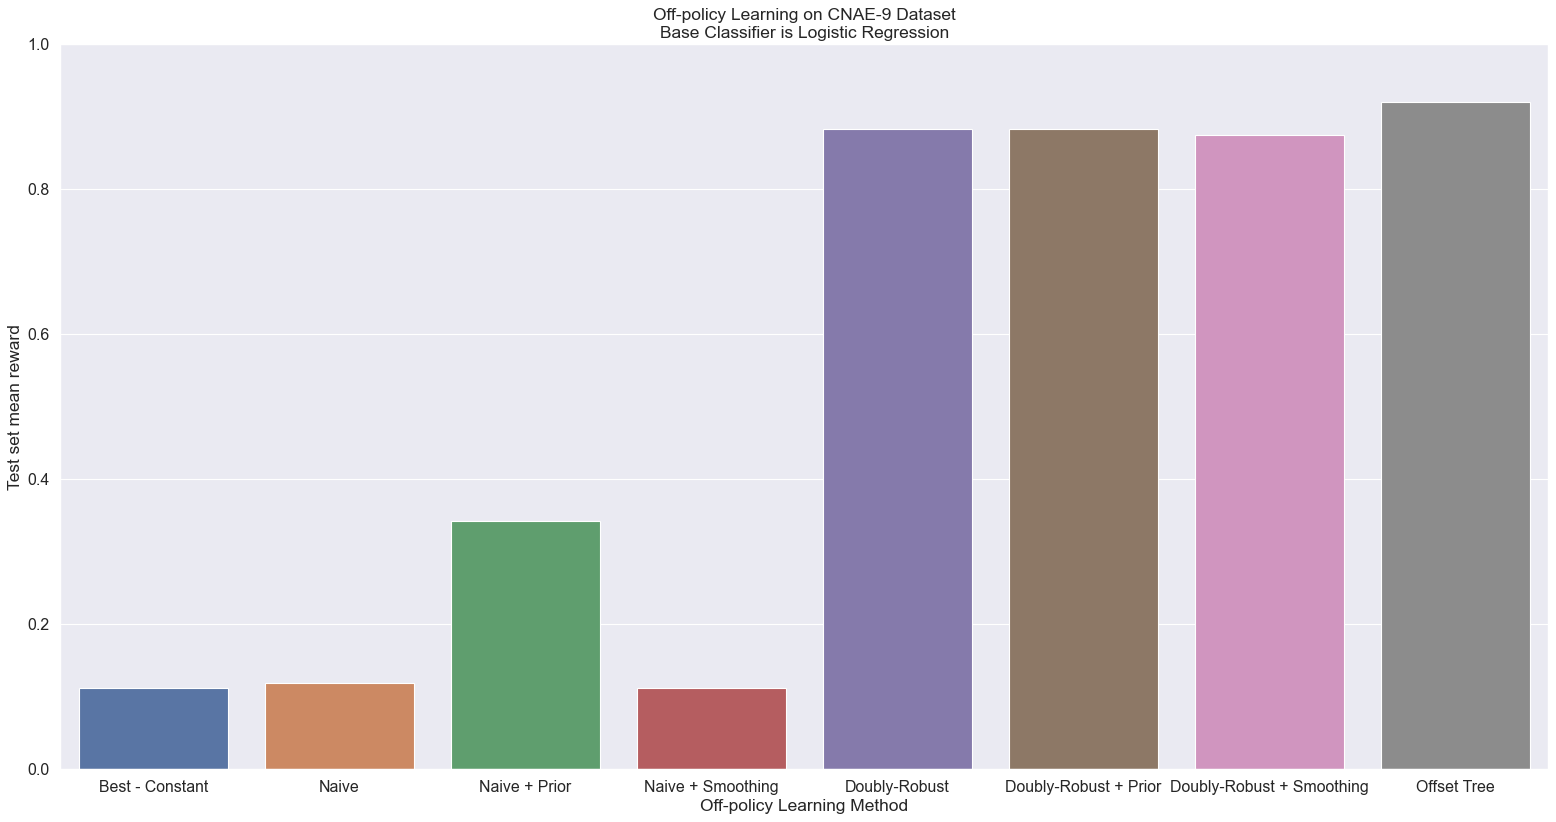 Off-policy Learning on CNAE-9 Dataset
Base Classifier is Logistic Regression
1.0
0.8
0.6
0.4
0.2
0.0
Test set mean reward
Best - Constant
Naive
Naive + Prior
Naive + Smoothing
Doubly-Robust
Doubly-Robust + Prior
Doubly-Robust + Smoothing
Offset Tree
Off-policy Learning Method